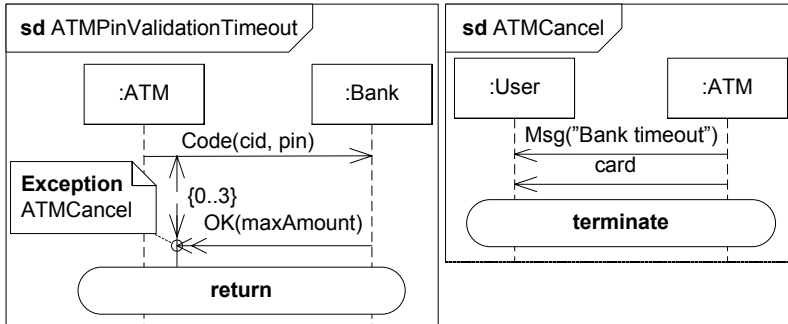 sd ATMPinValidationTimeout
:ATM
:Bank
Code(cid, pin)
Exception
ATMCancel
{0..3}
OK(maxAmount)
return
sd ATMCancel
:User
:ATM
Msg("Bank timeout")
card
terminate